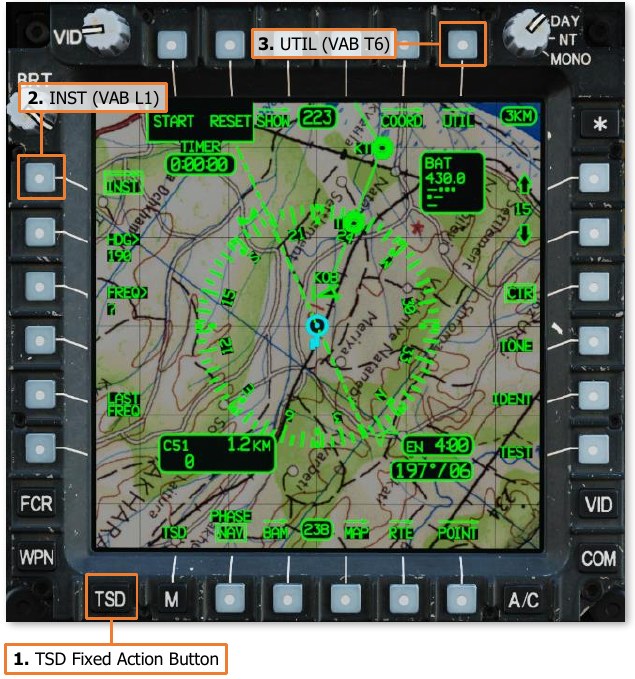 VID
3. UTIL (VAB T6)
DAY
NT
MONO
BRT
2. INST (VAB L1)
START RESET SHOW 223 COORD UTIL 3KM
TIMER
0:00:00
*
BAT
430.0
INST
15
HDG>
190
FREQ>
CTR
TONE
LAST
FREQ
IDENT
C51 1.2KM
0
EN 4:00
197°/06
TEST
FCR
VID
PHASE
TSD NAV BAM 238 MAP RTE POINT
WPN
COM
TSD
M
A/C
1. TSD Fixed Action Button